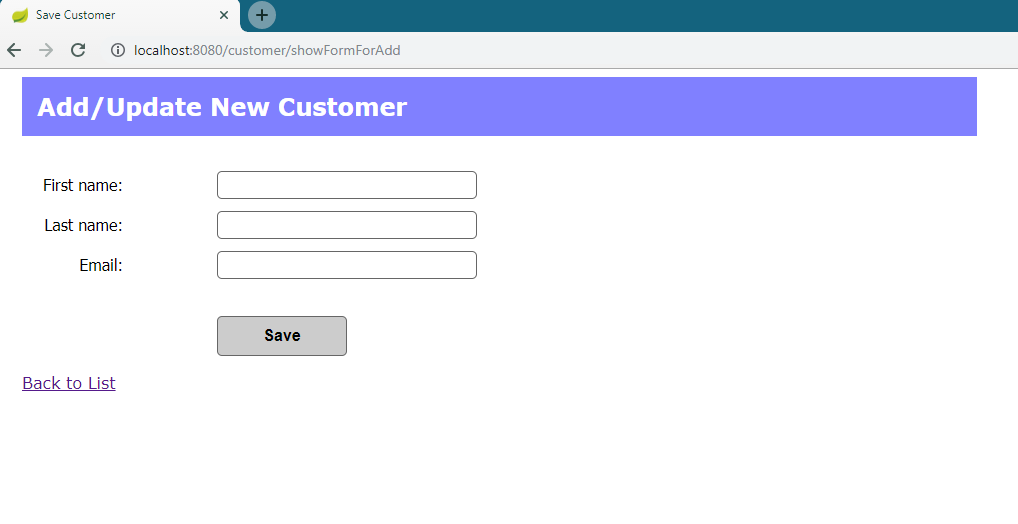 Save Customer
localhost:8080/customer/showFormForAdd
Add/Update New Customer
First name:
Last name:
Email:
Save
Back to List